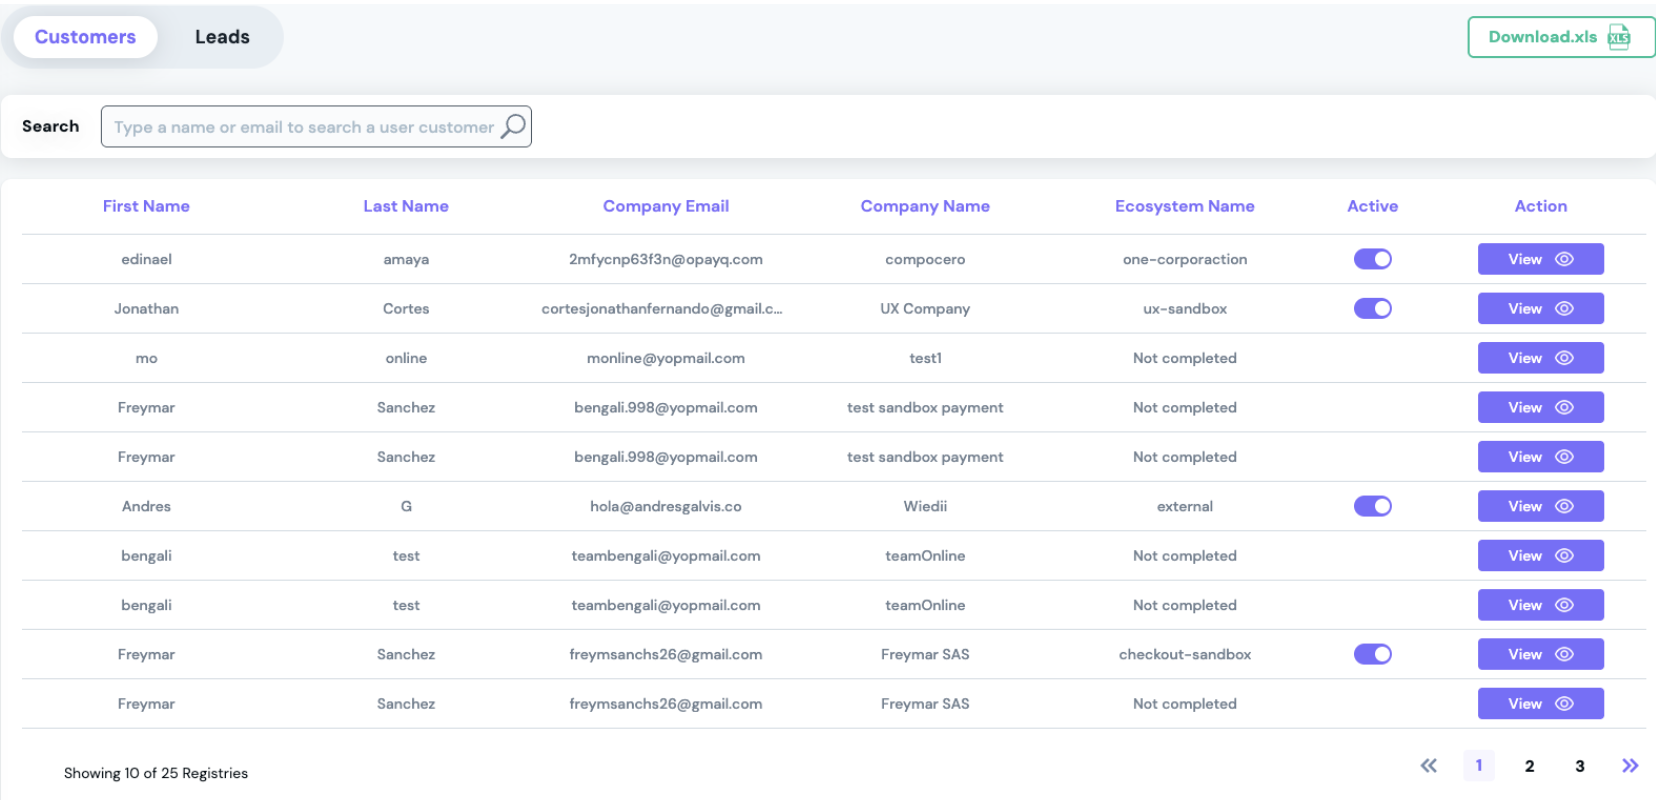 Customers Leads Download.xls XLS
Search Type a name or email to search a user customer
First Name Last Name Company Email Company Name Ecosystem Name Active Action
edinael amaya 2mfycnp63f3n@opayq.com compocero one-corporaction View
Jonathan Cortes cortesjonathanfernando@gmail.c... UX Company ux-sandbox View
mo online monline@yopmail.com test1 Not completed View
Freymar Sanchez bengali.998@yopmail.com test sandbox payment Not completed View
Freymar Sanchez bengali.998@yopmail.com test sandbox payment Not completed View
Andres G hola@andresgalvis.co Wiedii external View
bengali test teambengali@yopmail.com teamOnline Not completed View
bengali test teambengali@yopmail.com teamOnline Not completed View
Freymar Sanchez freymsanchs26@gmail.com Freymar SAS checkout-sandbox View
Freymar Sanchez freymsanchs26@gmail.com Freymar SAS Not completed View
Showing 10 of 25 Registries « 1 2 3 »